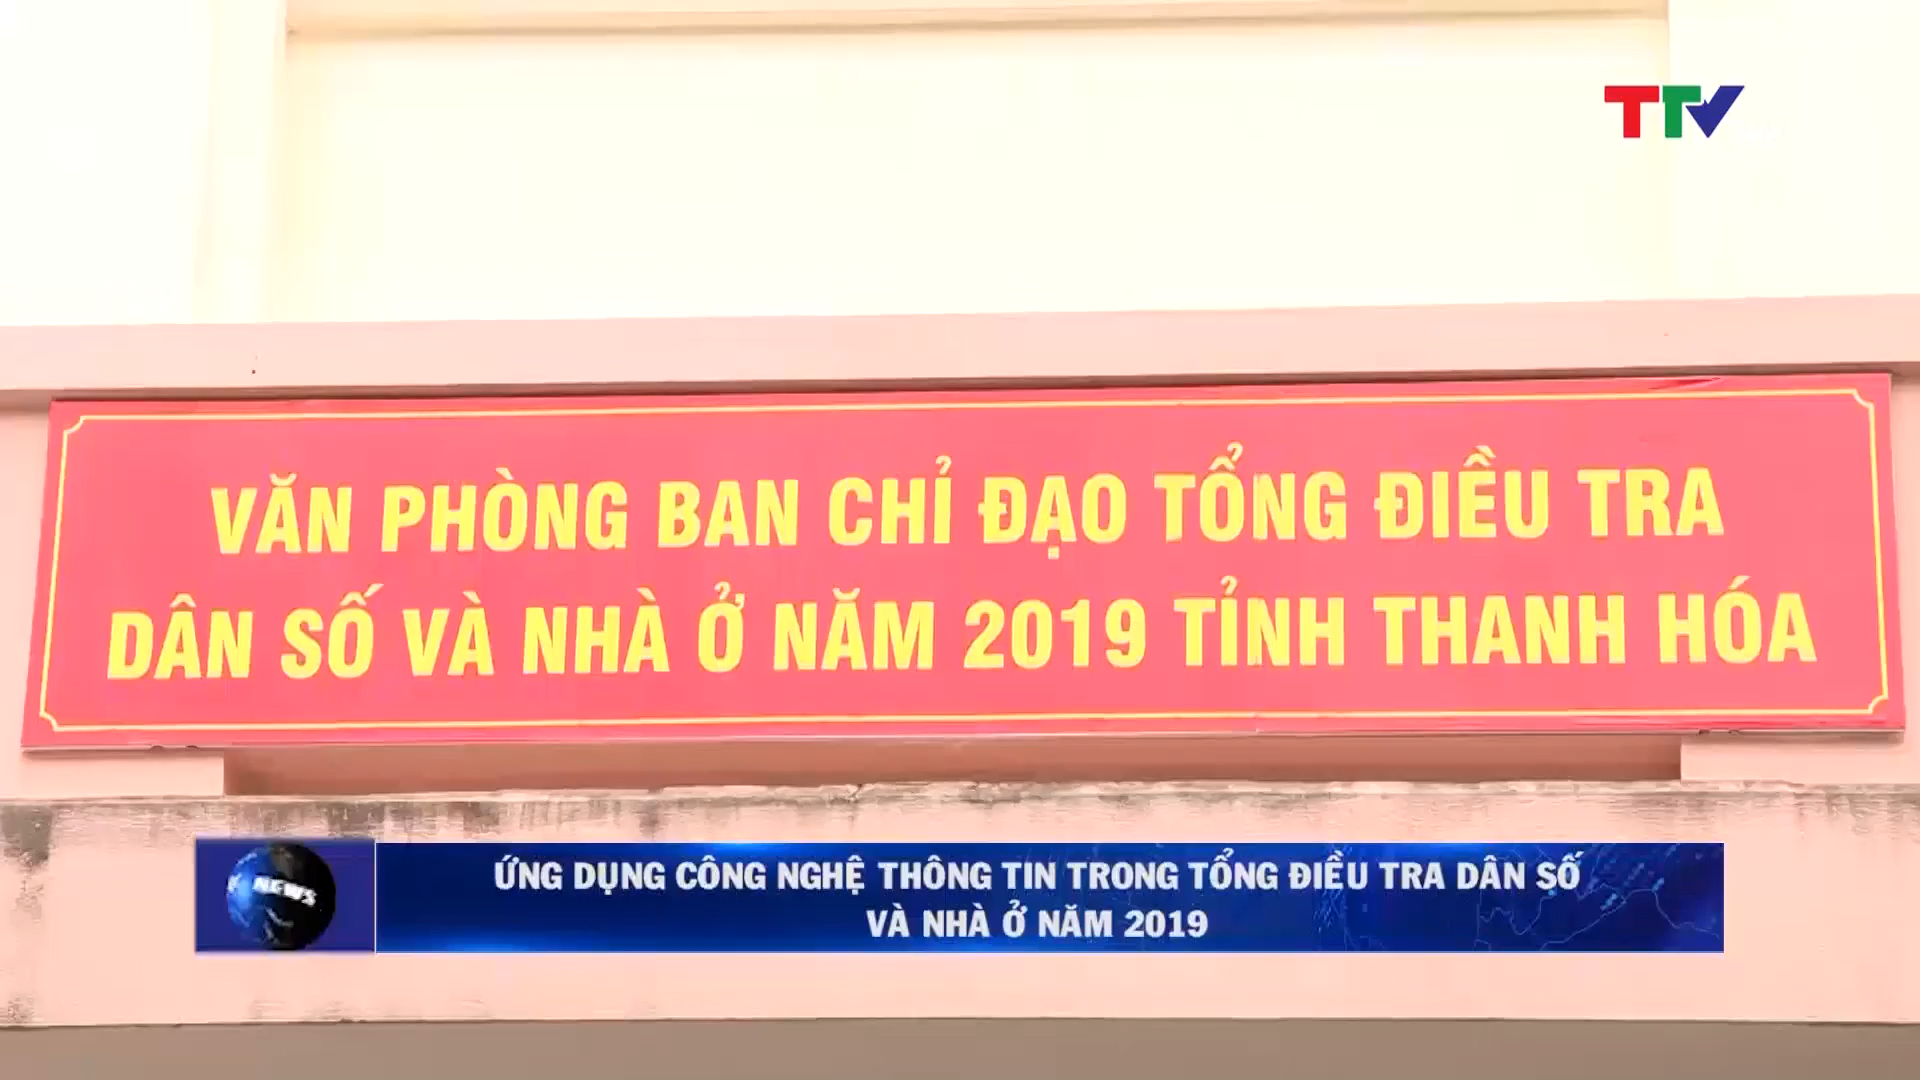 TTV
VĂN PHÒNG BAN CHỈ ĐẠO TỔNG ĐIỀU TRA
DÂN SỐ VÀ NHÀ Ở NĂM 2019 TỈNH THANH HÓA
NEWS
ỨNG DỤNG CÔNG NGHỆ THÔNG TIN TRONG TỔNG ĐIỀU TRA DÂN SỐ
VÀ NHÀ Ở NĂM 2019